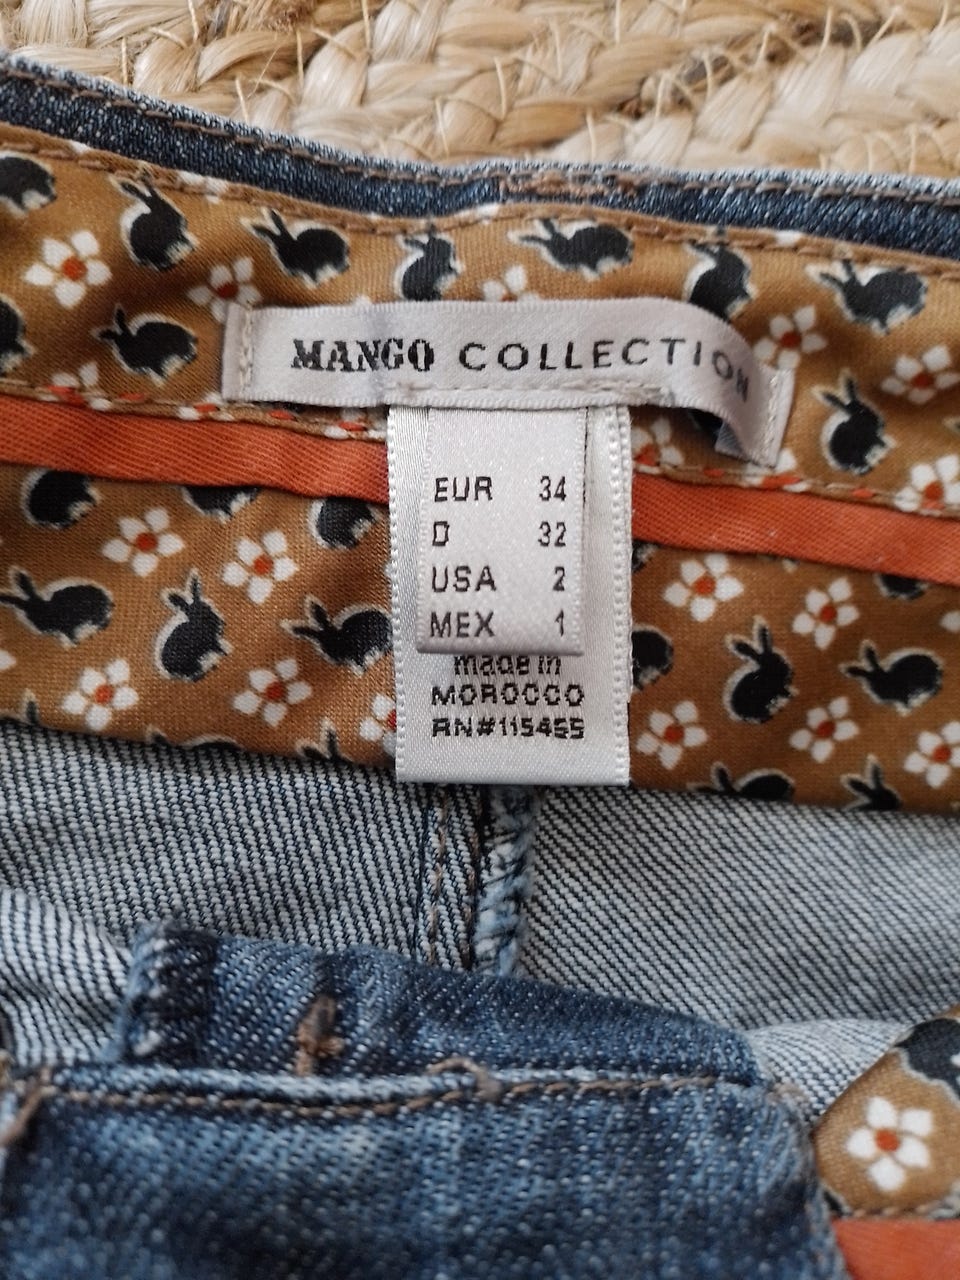 MANGO COLLECTION
EUR 34
D 32
USA 2
MEX 1
made in
MOROCCO
RN#115455